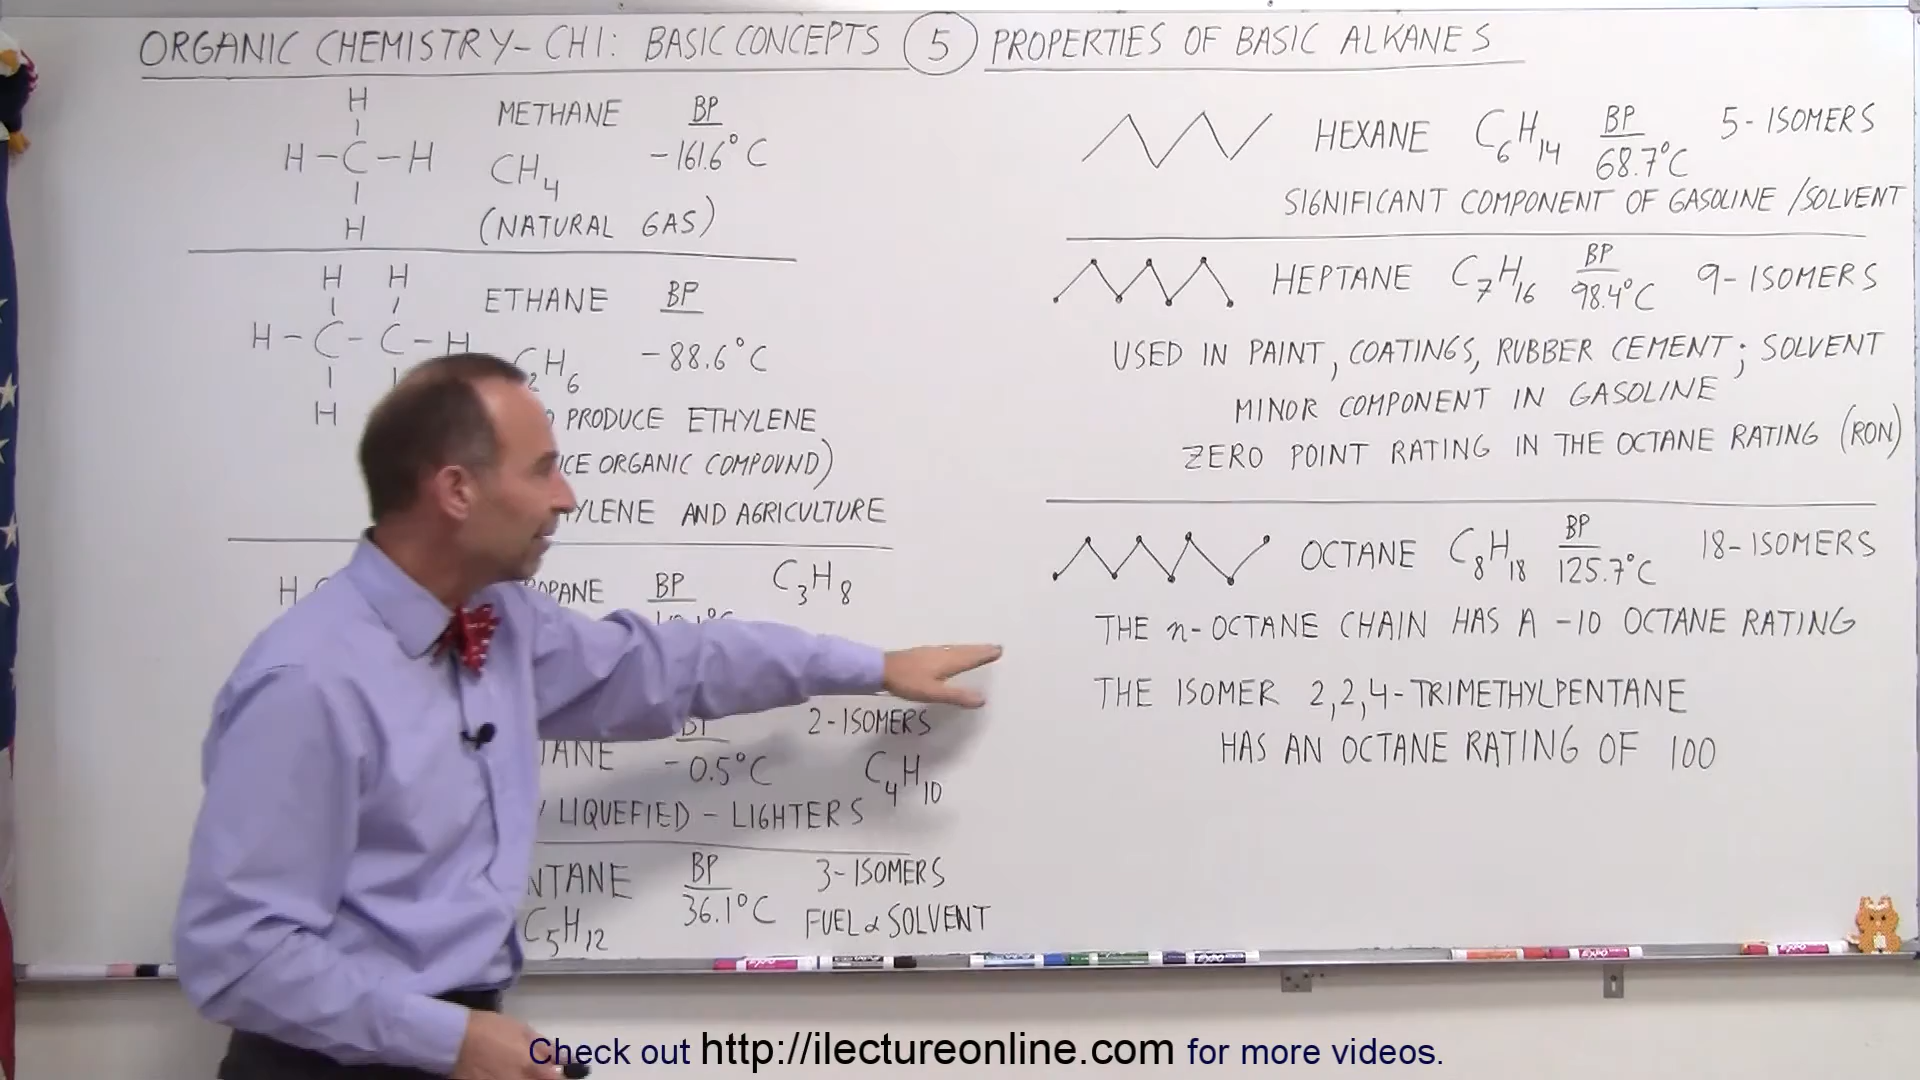 ORGANIC CHEMISTRY - CH 1: BASIC CONCEPTS 5 PROPERTIES OF BASIC ALKANES
H
H - C - H
H
METHANE BP
CH4 -161.6°C
(NATURAL GAS)
H H
H - C - C - H
H
ETHANE BP
2H6 -88.6°C
PRODUCE ETHYLENE
ORGANIC COMPOUND)
AND AGRICULTURE
H
BP C3H8
2-ISOMERS
-0.5°C C4H10
LIQUEFIED - LIGHTERS
BP 3-ISOMERS
C5H12 36.1°C FUEL & SOLVENT
HEXANE C6H14 BP 68.7°C 5-ISOMERS
SIGNIFICANT COMPONENT OF GASOLINE / SOLVENT
HEPTANE C7H16 BP 98.4°C 9-ISOMERS
USED IN PAINT, COATINGS, RUBBER CEMENT; SOLVENT
MINOR COMPONENT IN GASOLINE
ZERO POINT RATING IN THE OCTANE RATING (RON)
OCTANE C8H18 BP 125.7°C 18-ISOMERS
THE n-OCTANE CHAIN HAS A -10 OCTANE RATING
THE ISOMER 2,2,4-TRIMETHYLPENTANE
HAS AN OCTANE RATING OF 100
EXPO
Check out http://ilectureonline.com for more videos.